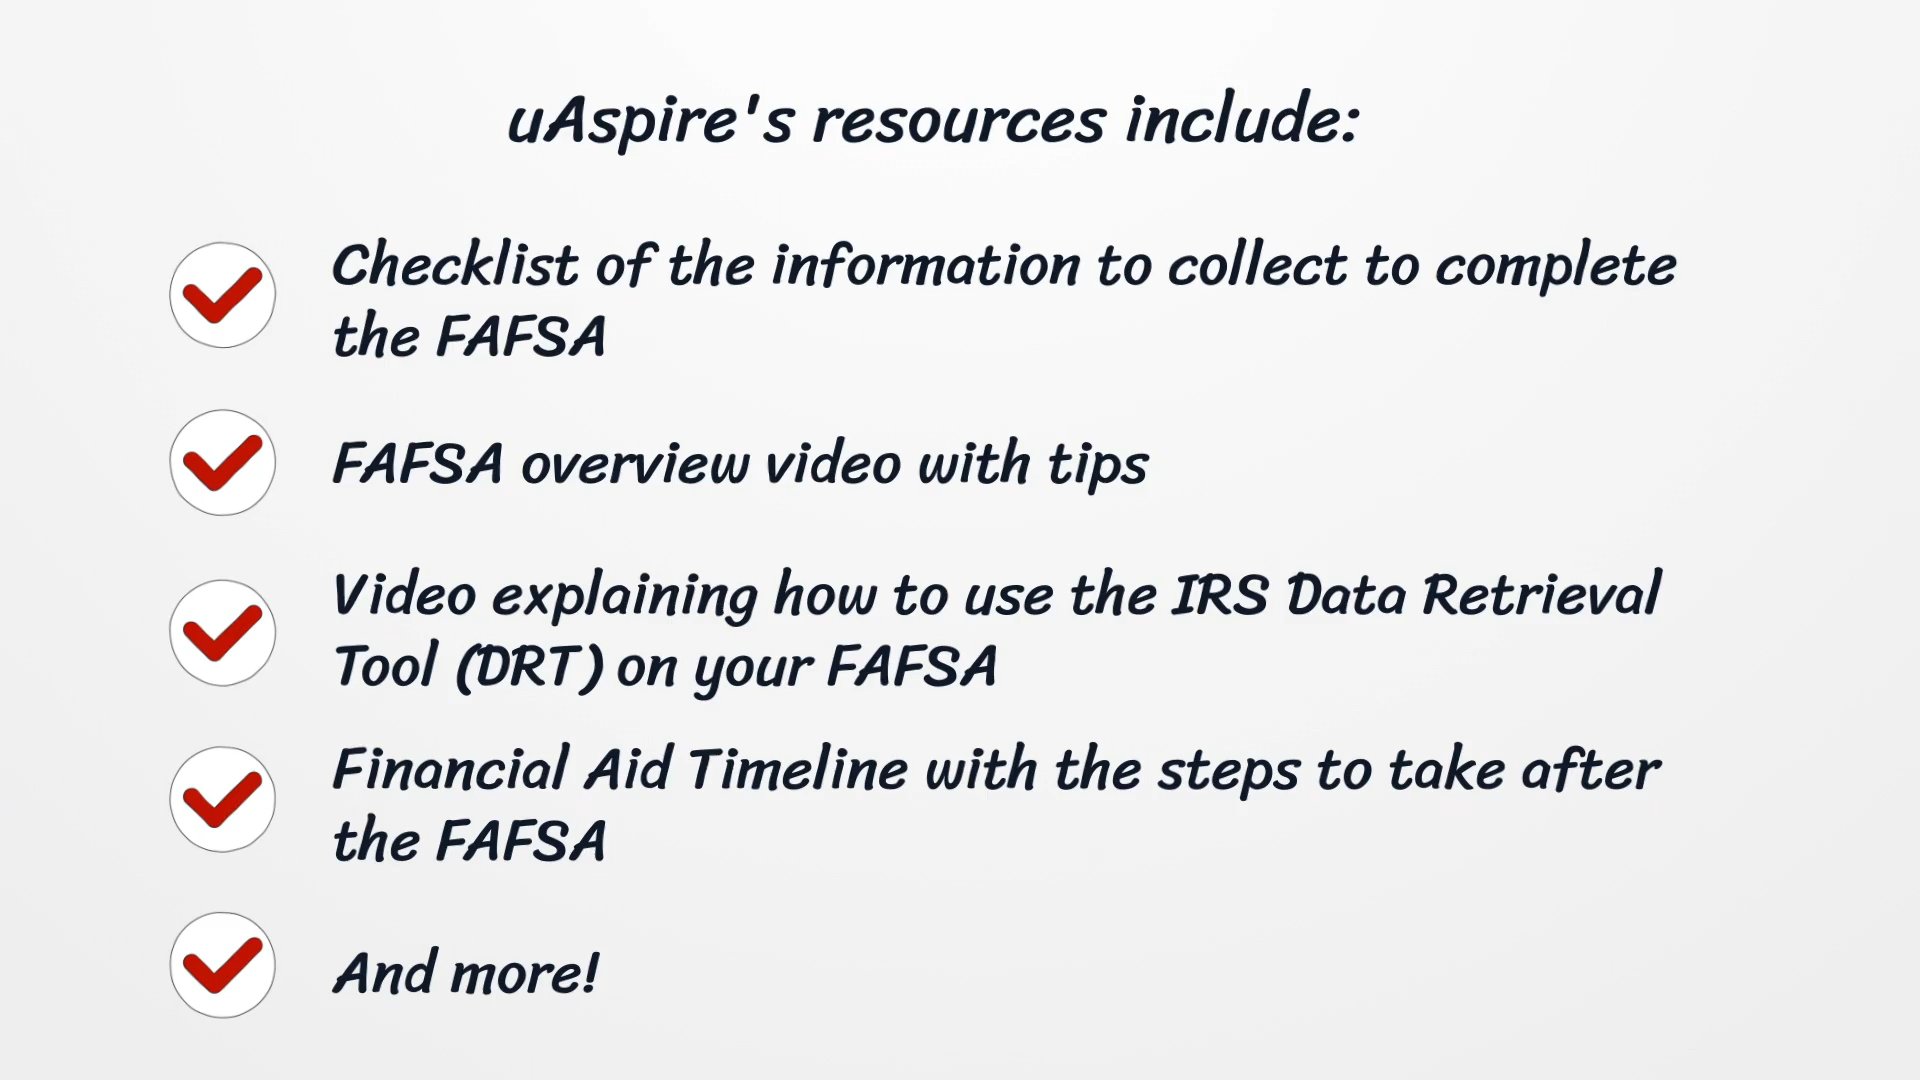 uAspire's resources include:
Checklist of the information to collect to complete
the FAFSA
FAFSA overview video with tips
Video explaining how to use the IRS Data Retrieval
Tool (DRT) on your FAFSA
Financial Aid Timeline with the steps to take after
the FAFSA
And more!